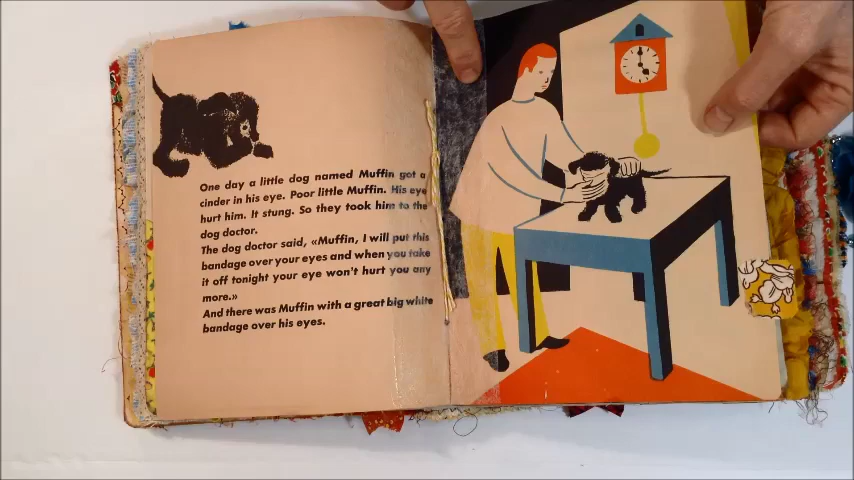 One day a little dog named Muffin got a
cinder in his eye. Poor little Muffin. His eye
hurt him. It stung. So they took him to the
dog doctor.
The dog doctor said, «Muffin, I will put this
bandage over your eyes and when you take
it off tonight your eye won't hurt you any
more.»
And there was Muffin with a great big white
bandage over his eyes.